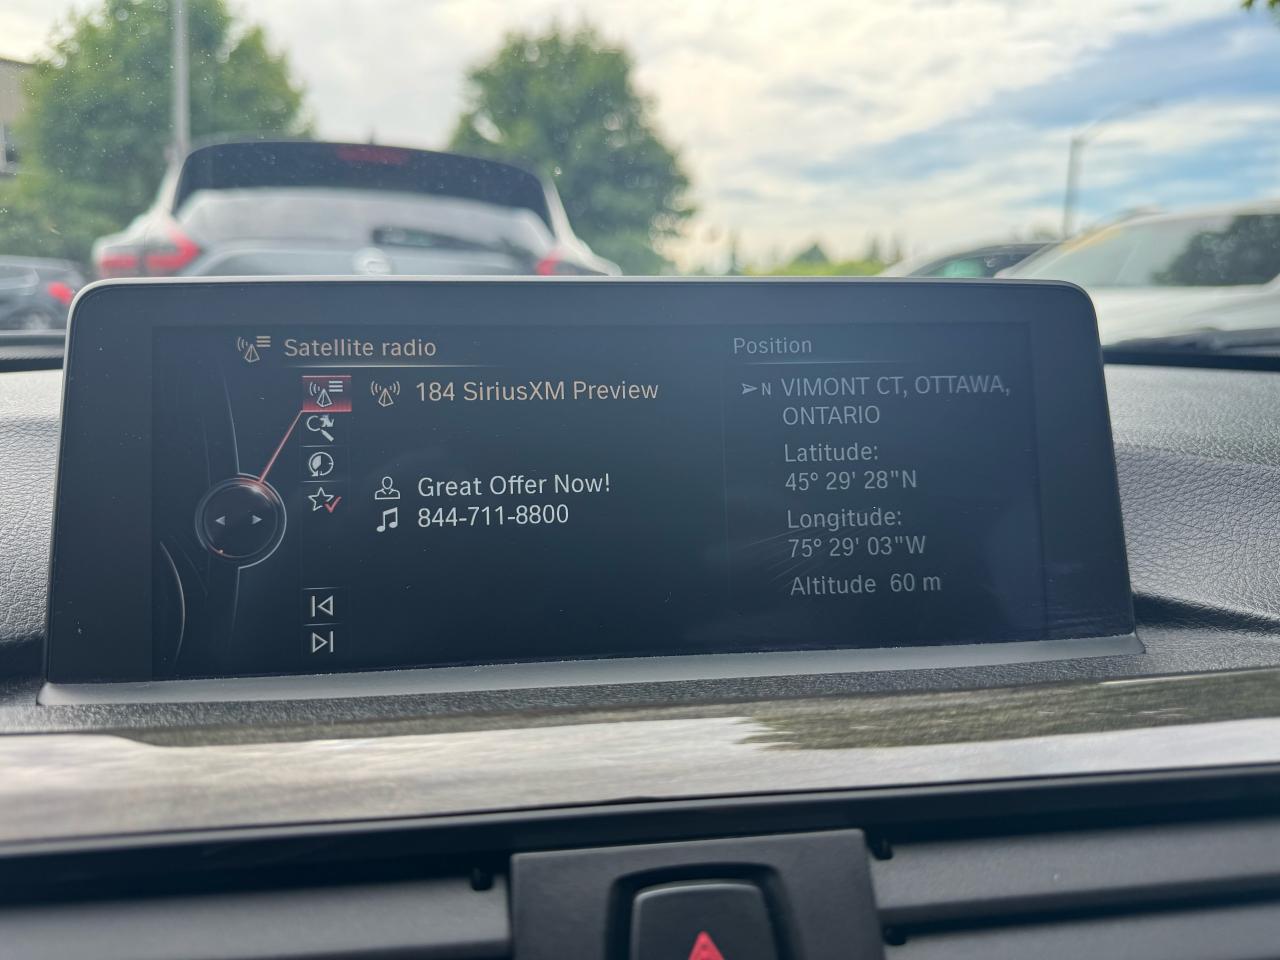 Satellite radio
184 SiriusXM Preview
Great Offer Now!
844-711-8800
Position
N VIMONT CT, OTTAWA,
ONTARIO
Latitude:
45° 29' 28"N
Longitude:
75° 29' 03"W
Altitude 60 m